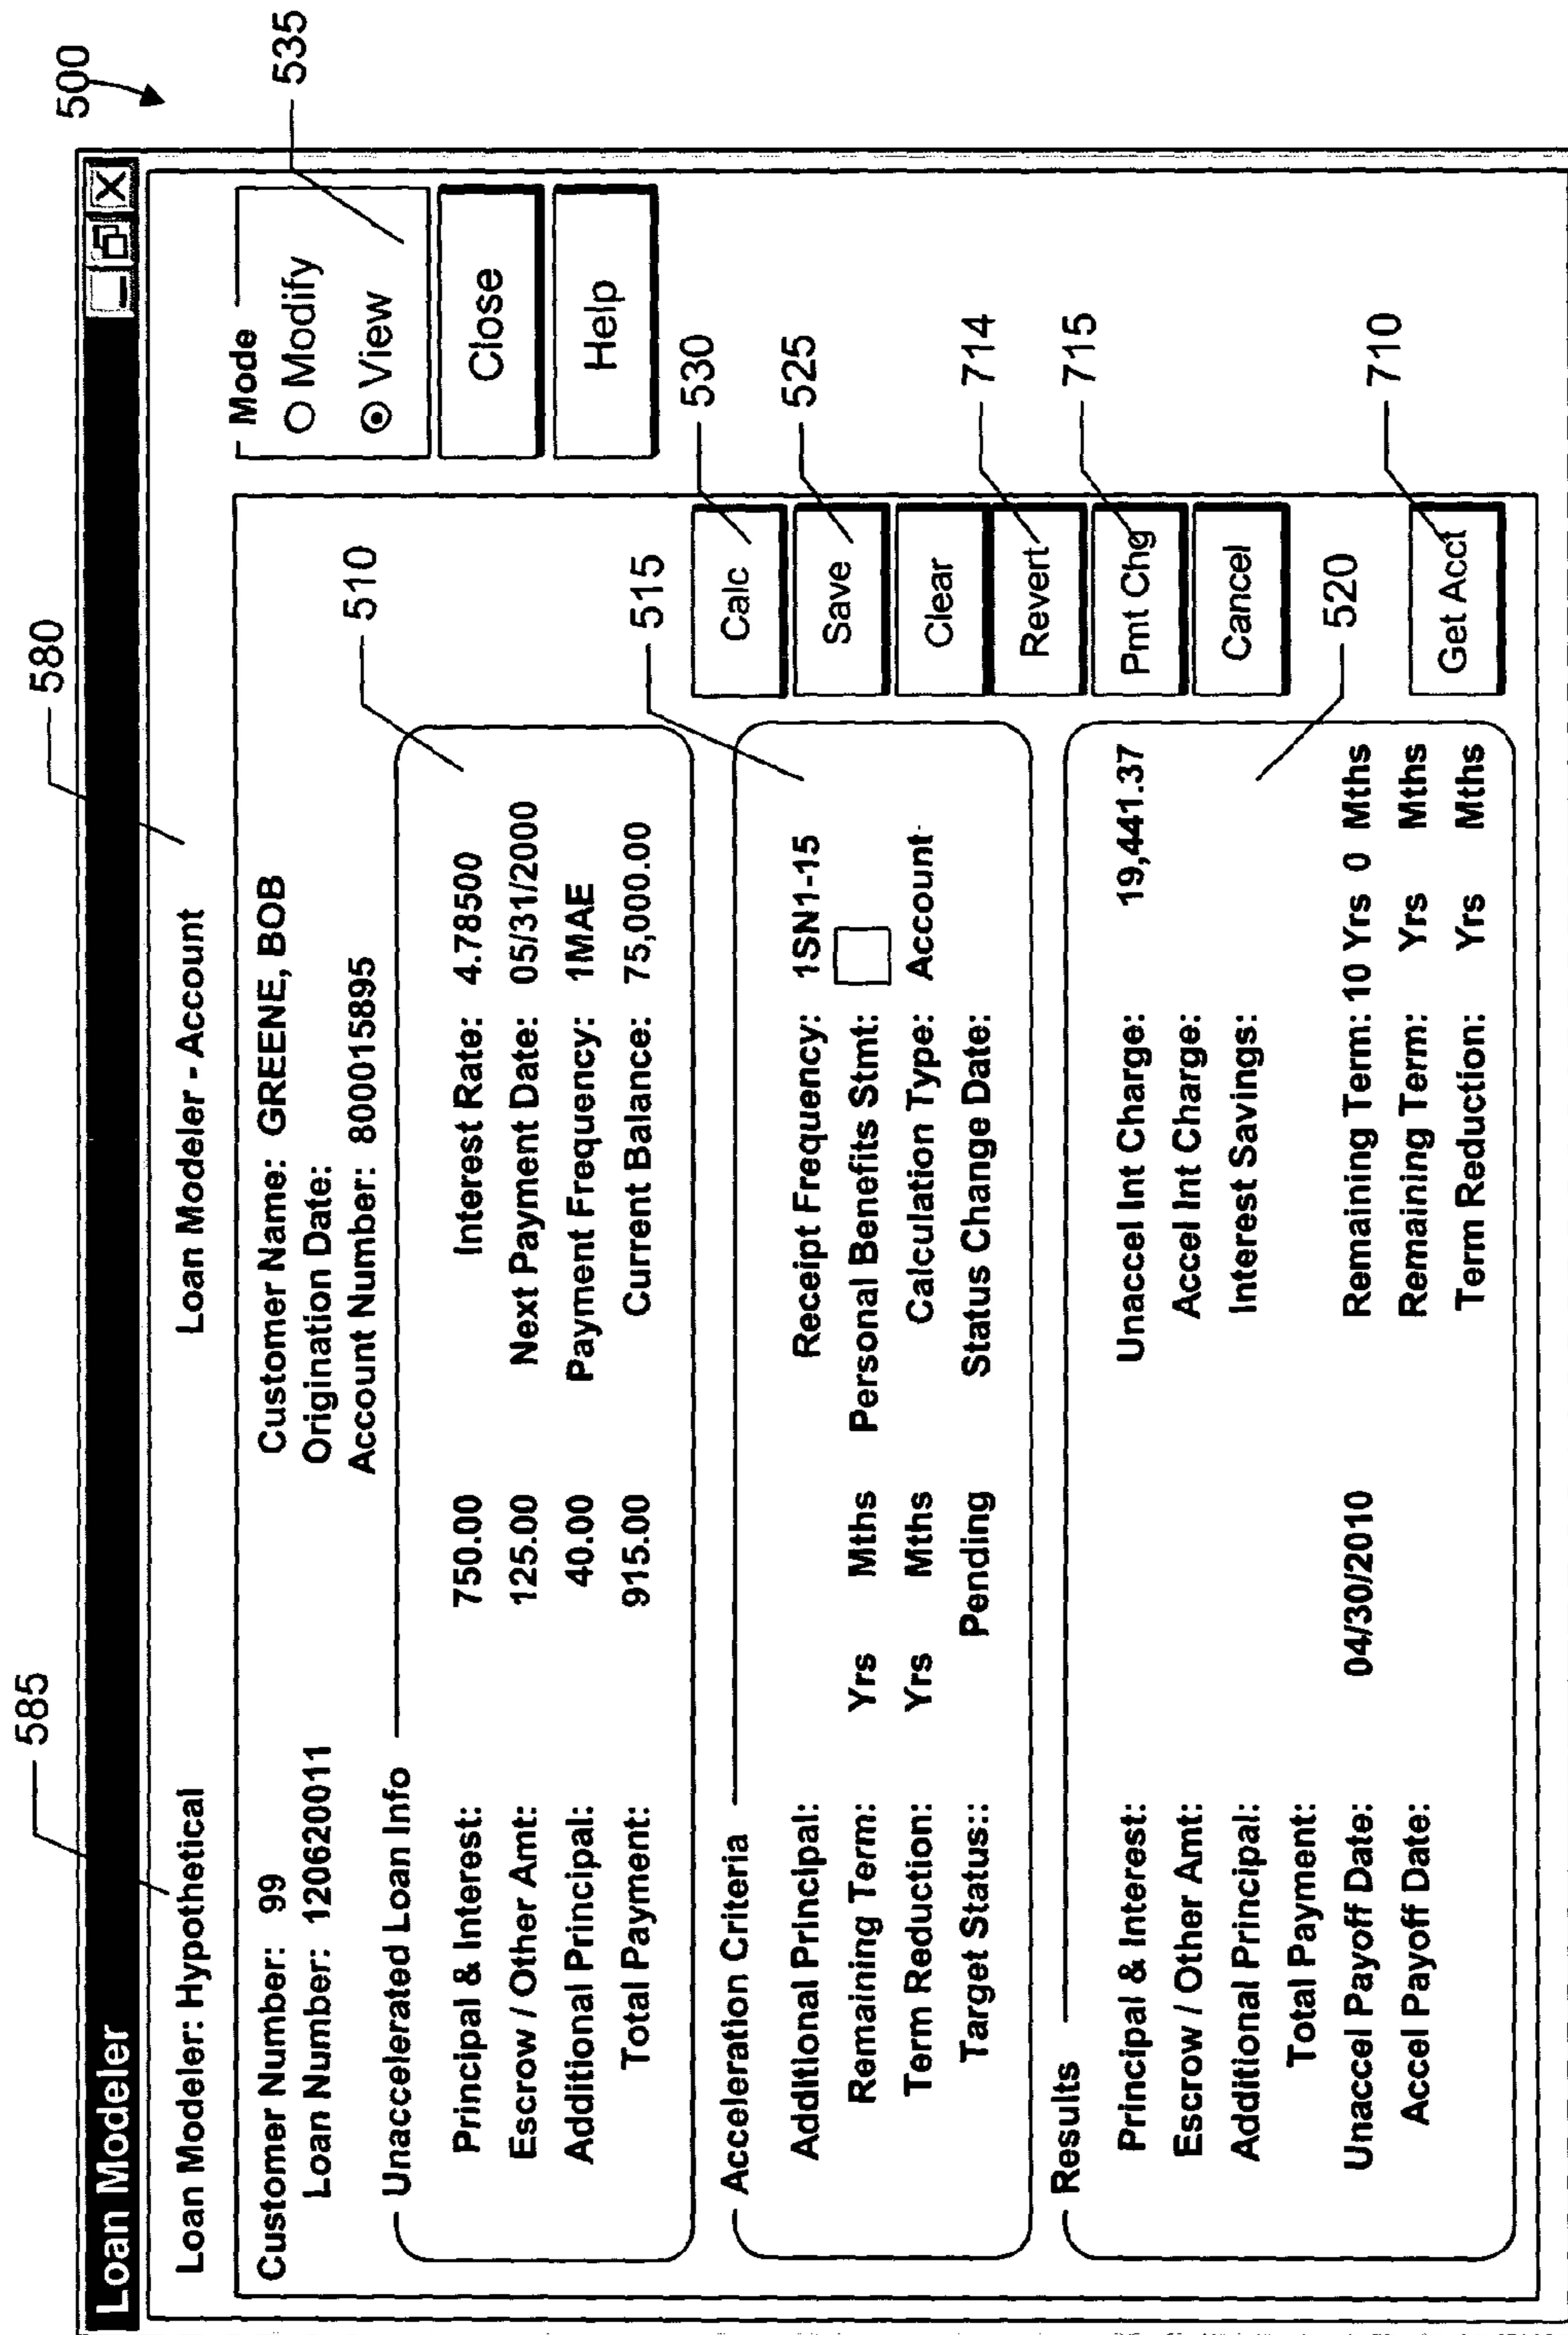 500
585
580
Loan Modeler
Loan Modeler: Hypothetical Loan Modeler - Account
Customer Number: 99 Customer Name: GREENE, BOB
Loan Number: 120620011 Origination Date:
Account Number: 800015895
Mode
Modify
View
535
Close
Help
Unaccelerated Loan Info
510
Principal & Interest: 750.00 Interest Rate: 4.78500
Escrow / Other Amt: 125.00 Next Payment Date: 05/31/2000
Additional Principal: 40.00 Payment Frequency: 1MAE
Total Payment: 915.00 Current Balance: 75,000.00
Acceleration Criteria
515
Additional Principal: Receipt Frequency: 1SN1-15
Remaining Term: Yrs Mths Personal Benefits Stmt:
Term Reduction: Yrs Mths Calculation Type: Account
Target Status:: Pending Status Change Date:
Calc
530
Save
525
Clear
Revert
714
Pmt Chg
715
Cancel
Results
520
Principal & Interest: Unaccel Int Charge: 19,441.37
Escrow / Other Amt: Accel Int Charge:
Additional Principal: Interest Savings:
Total Payment:
Unaccel Payoff Date: 04/30/2010 Remaining Term: 10 Yrs 0 Mths
Accel Payoff Date: Remaining Term: Yrs Mths
Term Reduction: Yrs Mths
Get Acct
710